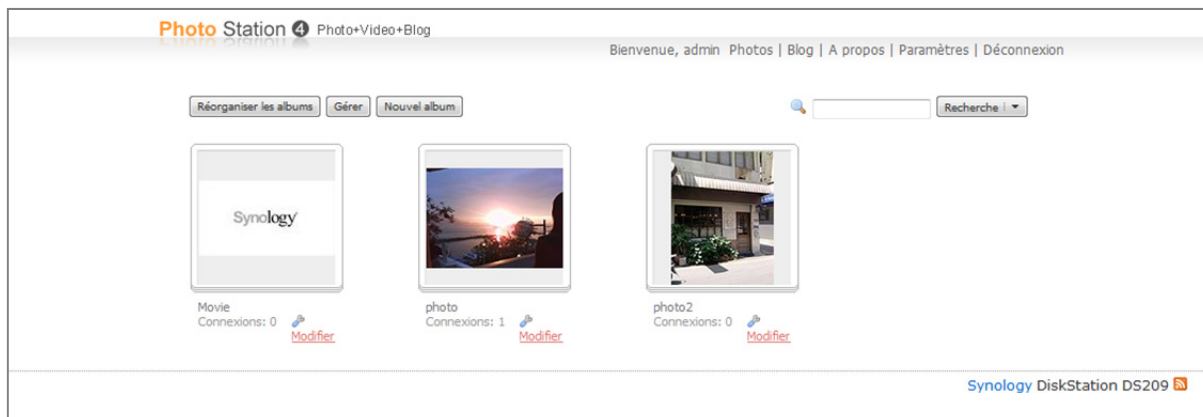 Photo Station 4 Photo+Video+Blog
Bienvenue, admin Photos | Blog | A propos | Paramètres | Déconnexion
Réorganiser les albums Gérer Nouvel album Recherche
Synology
Movie
Connexions: 0
Modifier
photo
Connexions: 1
Modifier
photo2
Connexions: 0
Modifier
Synology DiskStation DS209